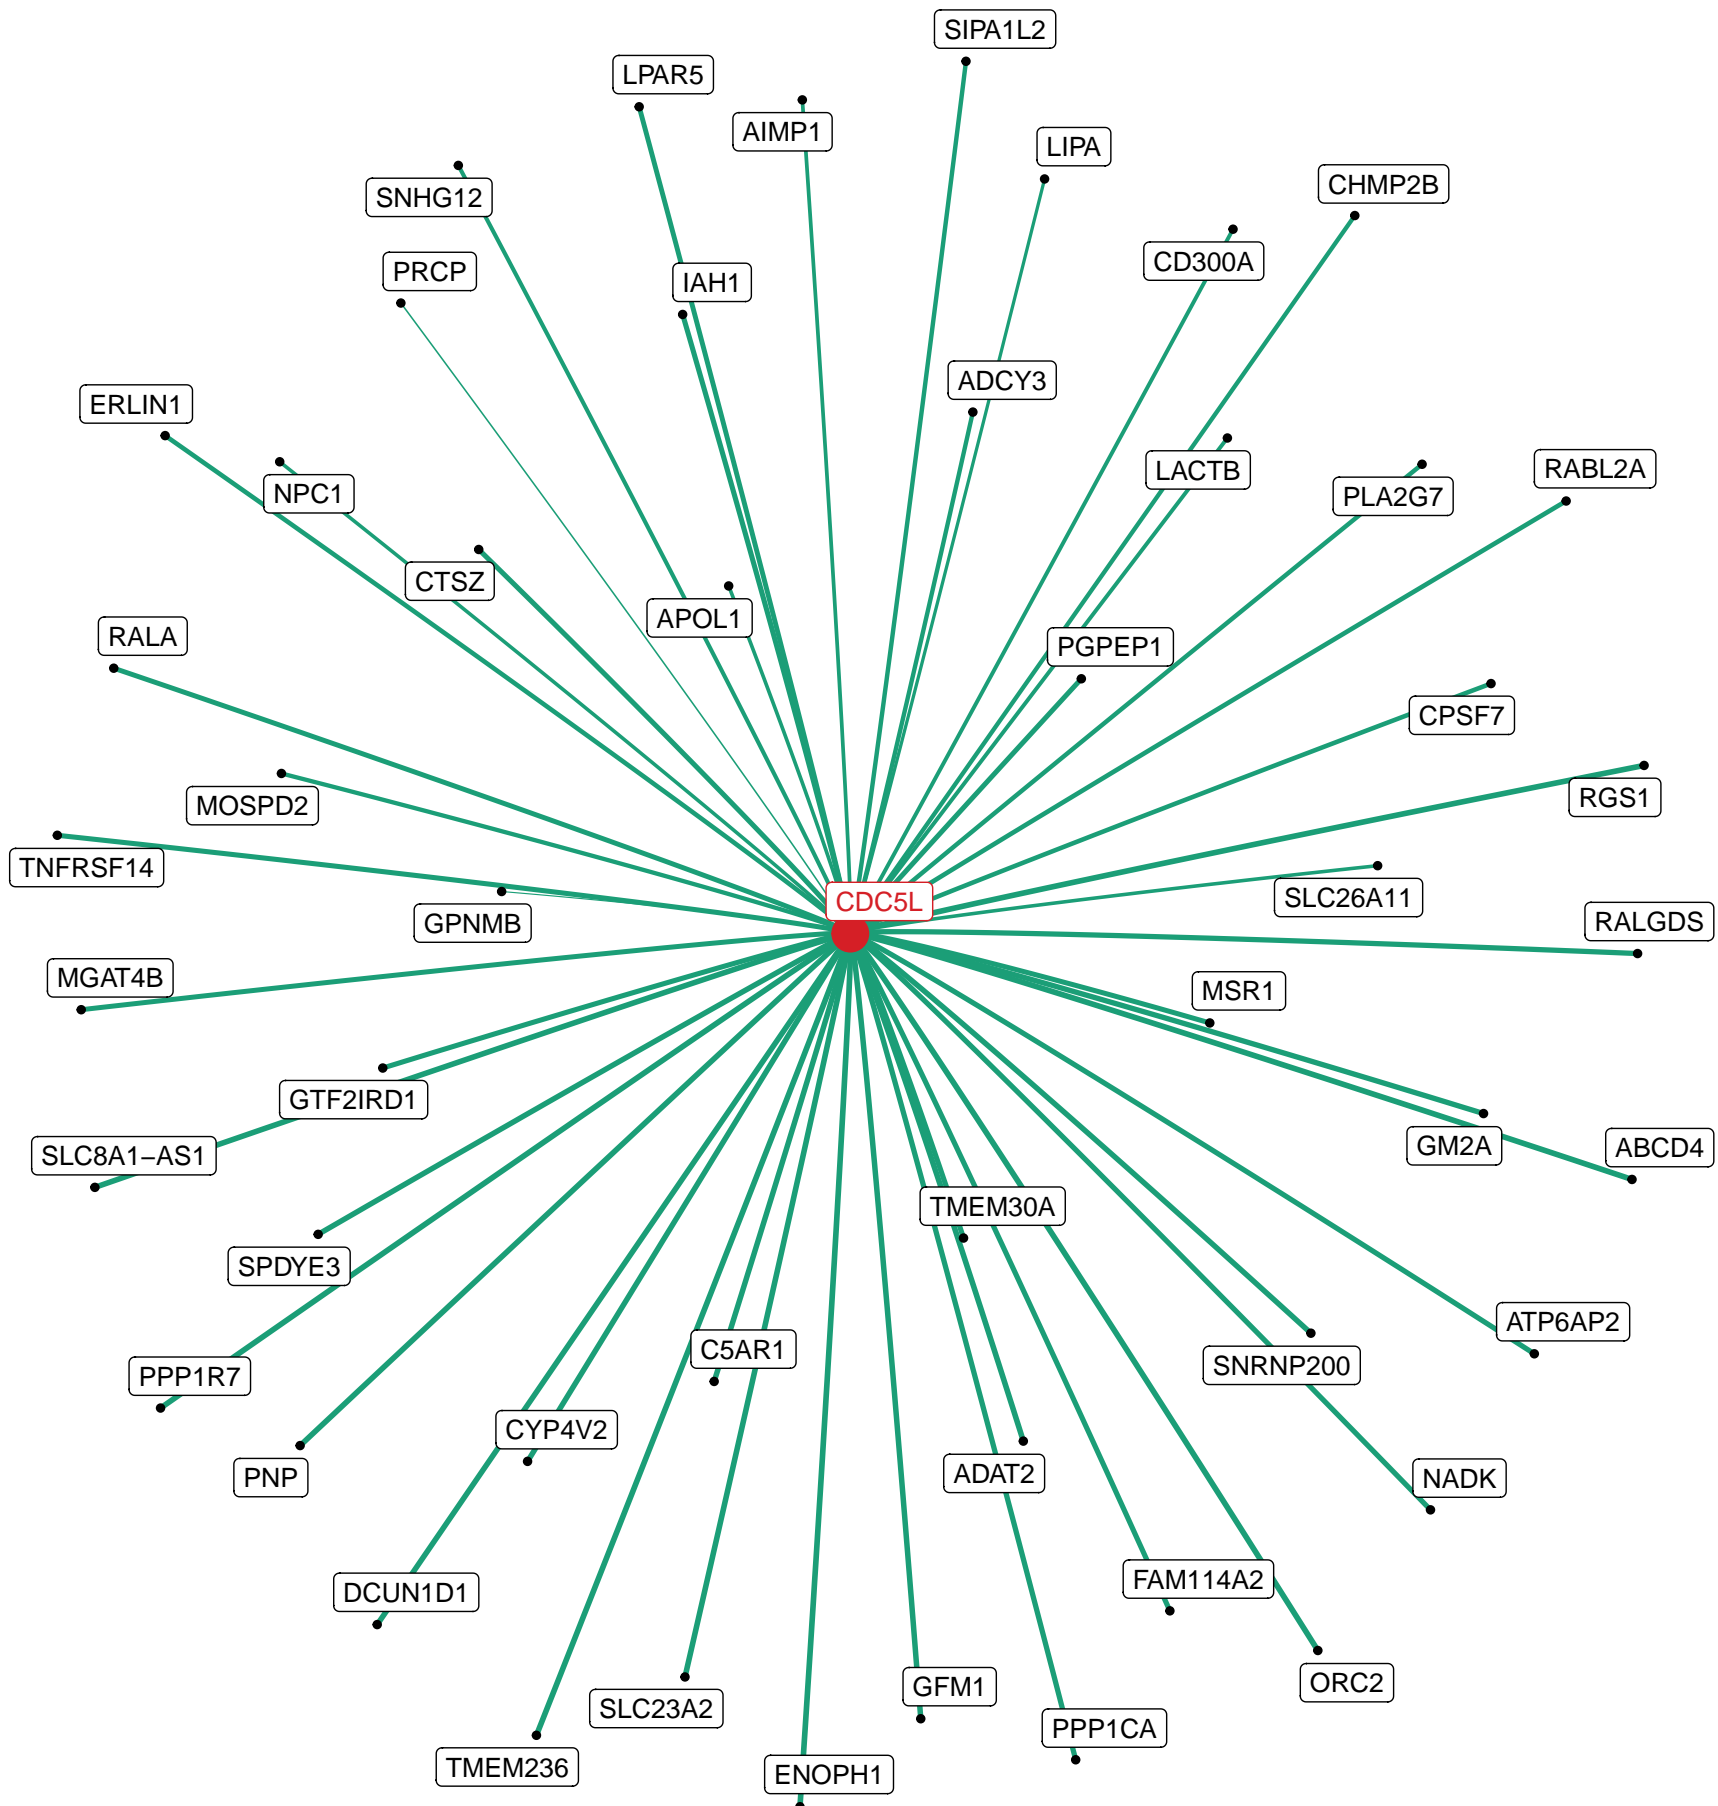 SIPA1L2
LPAR5
AIMP1
LIPA
CHMP2B
SNHG12
CD300A
PRCP
IAH1
ADCY3
ERLIN1
LACTB
RABL2A
NPC1
PLA2G7
CTSZ
APOL1
RALA
PGPEP1
CPSF7
MOSPD2
RGS1
TNFRSF14
SLC26A11
CDC5L
GPNMB
RALGDS
MGAT4B
MSR1
GTF2IRD1
GM2A
ABCD4
SLC8A1–AS1
TMEM30A
SPDYE3
ATP6AP2
C5AR1
SNRNP200
PPP1R7
CYP4V2
ADAT2
PNP
NADK
FAM114A2
DCUN1D1
ORC2
GFM1
SLC23A2
PPP1CA
TMEM236
ENOPH1